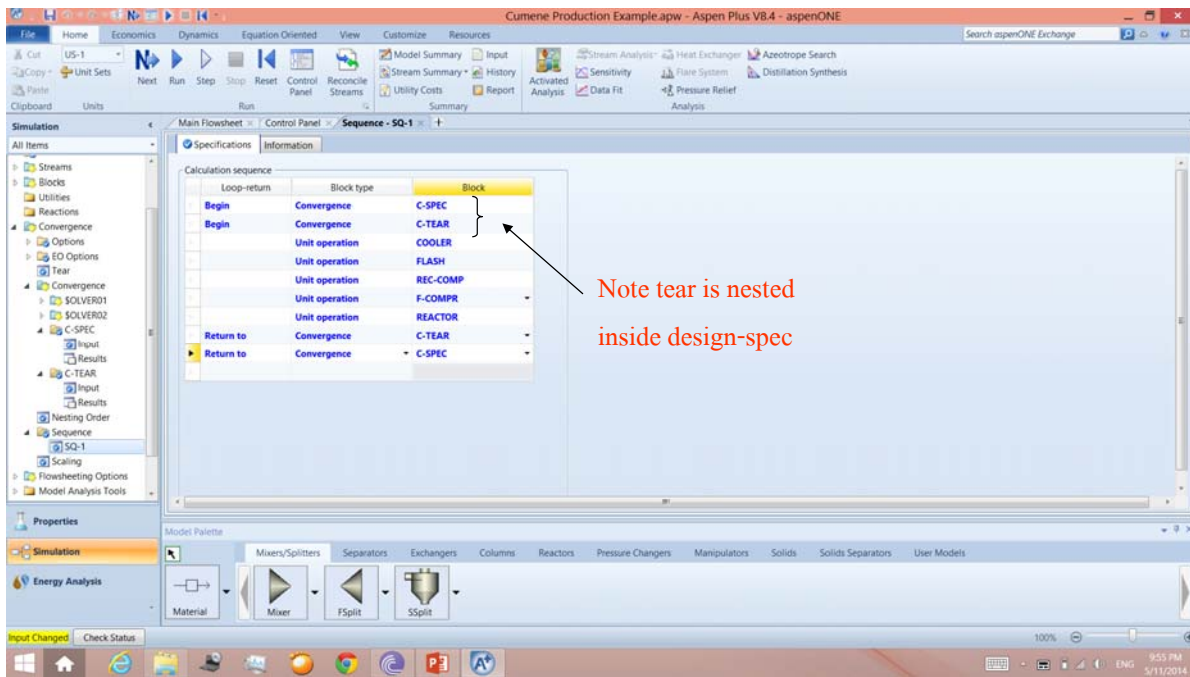 Cumene Production Example.apw - Aspen Plus V8.4 - aspenONE
File Home Economics Dynamics Equation Oriented View Customize Resources Search aspenONE Exchange
Cut US-1 Model Summary Input Stream Analysis Heat Exchanger Azeotrope Search
Copy Unit Sets Next Run Step Stop Reset Control Panel Reconcile Streams Stream Summary History Activated Analysis Sensitivity Flare System Distillation Synthesis
Paste Utility Costs Report Data Fit Pressure Relief
Clipboard Units Run Summary Analysis
Simulation Main Flowsheet Control Panel Sequence - SQ-1 +
All Items Specifications Information
Streams
Blocks
Utilities
Reactions
Convergence
Options
EO Options
Tear
Convergence
$OLVER01
$OLVER02
C-SPEC
Input
Results
C-TEAR
Input
Results
Nesting Order
Sequence
SQ-1
Scaling
Flowsheeting Options
Model Analysis Tools
Properties
Simulation
Energy Analysis
Calculation sequence
Loop-return Block type Block
Begin Convergence C-SPEC
Begin Convergence C-TEAR
Unit operation COOLER
Unit operation FLASH
Unit operation REC-COMP
Unit operation F-COMPR
Unit operation REACTOR
Return to Convergence C-TEAR
Return to Convergence C-SPEC
Note tear is nested
inside design-spec
Model Palette
Mixers/Splitters Separators Exchangers Columns Reactors Pressure Changers Manipulators Solids Solids Separators User Models
Material Mixer FSplit SSplit
Input Changed Check Status 100%
ENG 9:55 PM
5/11/2014